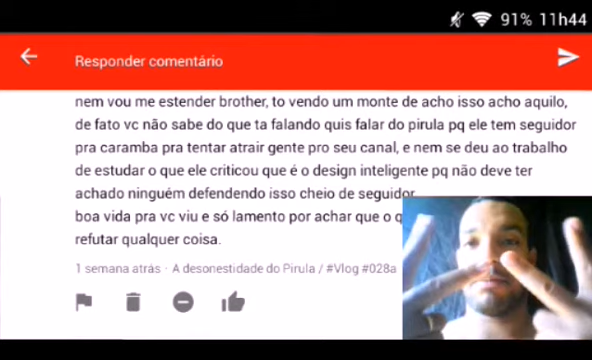 91% 11h44
Responder comentário
nem vou me estender brother, to vendo um monte de acho isso acho aquilo,
de fato vc não sabe do que ta falando quis falar do pirula pq ele tem seguidor
pra caramba pra tentar atrair gente pro seu canal, e nem se deu ao trabalho
de estudar o que ele criticou que é o design inteligente pq não deve ter
achado ninguém defendendo isso cheio de seguidor.
boa vida pra vc viu e só lamento por achar que o
refutar qualquer coisa.
1 semana atrás · A desonestidade do Pirula / #Vlog #028a